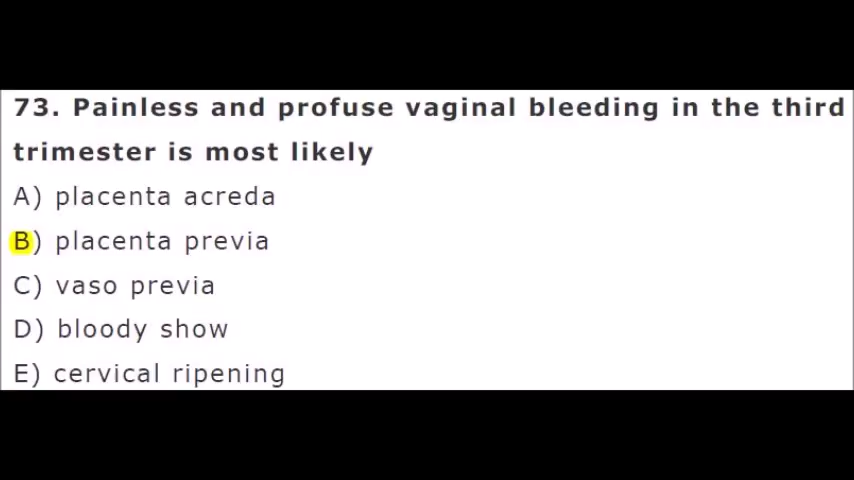 73. Painless and profuse vaginal bleeding in the third
trimester is most likely
A) placenta acreda
B) placenta previa
C) vaso previa
D) bloody show
E) cervical ripening